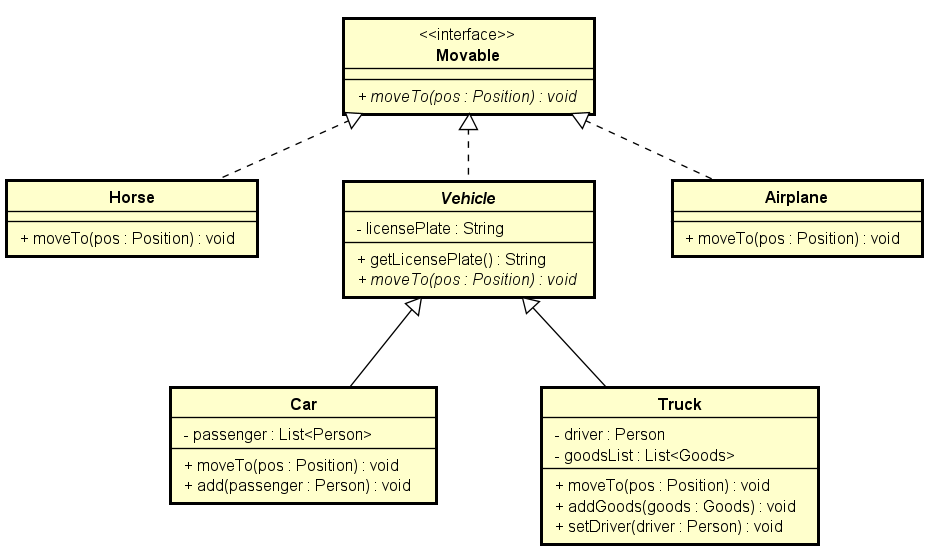 <<interface>>
Movable
+ moveTo(pos : Position) : void
Horse
+ moveTo(pos : Position) : void
Vehicle
- licensePlate : String
+ getLicensePlate() : String
+ moveTo(pos : Position) : void
Airplane
+ moveTo(pos : Position) : void
Car
- passenger : List<Person>
+ moveTo(pos : Position) : void
+ add(passenger : Person) : void
Truck
- driver : Person
- goodsList : List<Goods>
+ moveTo(pos : Position) : void
+ addGoods(goods : Goods) : void
+ setDriver(driver : Person) : void